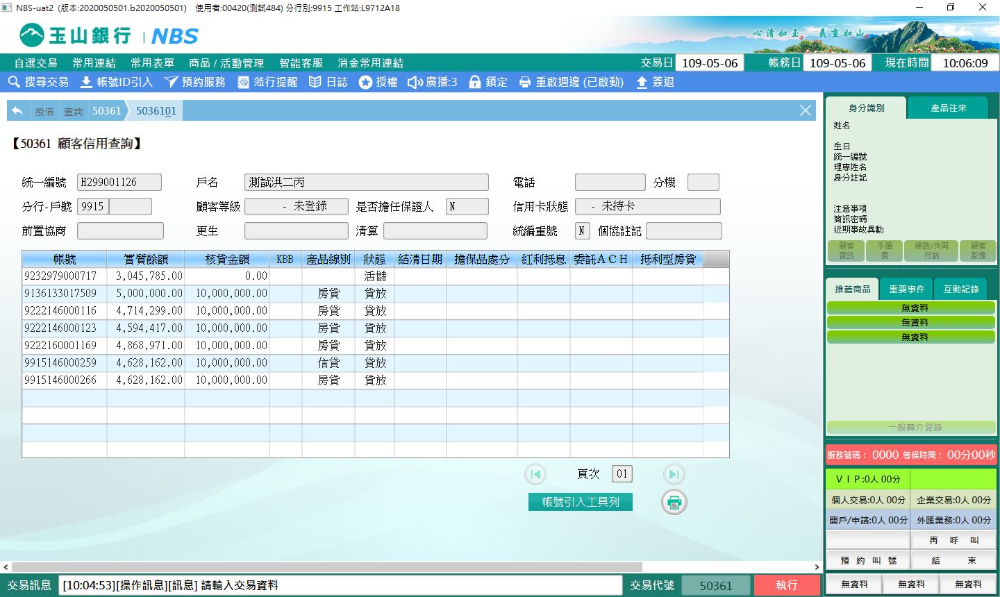 NBS-uat2 (版本:2020050501.b2020050501) 使用者:00420(測試484) 分行別:9915 工作站:L9712A18
玉山銀行 | NBS
心清如玉。義重如山。
自選交易 常用連結 常用表單 商品 / 活動管理 智能客服 消金常用連結 交易日 109-05-06 帳務日 109-05-06 現在時間 10:06:09
搜尋交易 帳號ID引入 預約服務 蒞行提醒 日誌 授權 廣播:3 鎖定 重啟週邊 (已啟動) 簽退
授信 查詢 50361 5036101
【50361 顧客信用查詢】
統一編號 H299001126 戶名 測試洪二丙 電話 分機
分行-戶號 9915 顧客等級 - 未登錄 是否擔任保證人 N 信用卡狀態 - 未持卡
前置協商 更生 清算 統編重號 N 個協註記
帳號 實質餘額 核貸金額 KBB 產品線別 狀態 結清日期 擔保品處分 紅利抵息 委託ＡＣＨ 抵利型房貸
9232979000717 3,045,785.00 0.00 活儲
9136133017509 5,000,000.00 10,000,000.00 房貸 貸放
9222146000116 4,714,299.00 10,000,000.00 房貸 貸放
9222146000123 4,594,417.00 10,000,000.00 房貸 貸放
9222160001169 4,868,971.00 10,000,000.00 房貸 貸放
9915146000259 4,628,162.00 10,000,000.00 信貸 貸放
9915146000266 4,628,162.00 10,000,000.00 房貸 貸放
頁次 01
帳號引入工具列
交易訊息 [10:04:53][操作訊息][訊息] 請輸入交易資料 交易代號 50361 執行
身分識別 產品往來
姓名
生日
統一編號
理專姓名
身分註記
注意事項
簡訊密碼
近期事故異動
顧客資訊 手續費 通路/共同行銷 顧客影像
推薦商品 重要事件 互動記錄
無資料
無資料
無資料
一般轉介登錄
服務號碼： 0000 等候時間： 00分00秒
ＶＩＰ:0人 00分
個人交易:0人 00分 企業交易:0人 00分
開戶/申請:0人 00分 外匯業務:0人 00分
再 呼 叫
預 約 叫 號 結 束
無資料 無資料 無資料